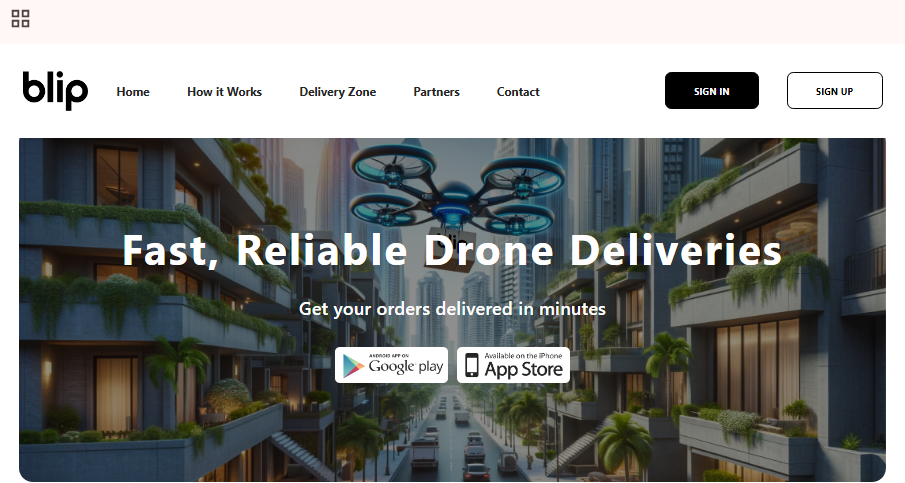 blip
Home
How it Works
Delivery Zone
Partners
Contact
SIGN IN
SIGN UP
Fast, Reliable Drone Deliveries
Get your orders delivered in minutes
ANDROID APP ON
Google play
Available on the iPhone
App Store